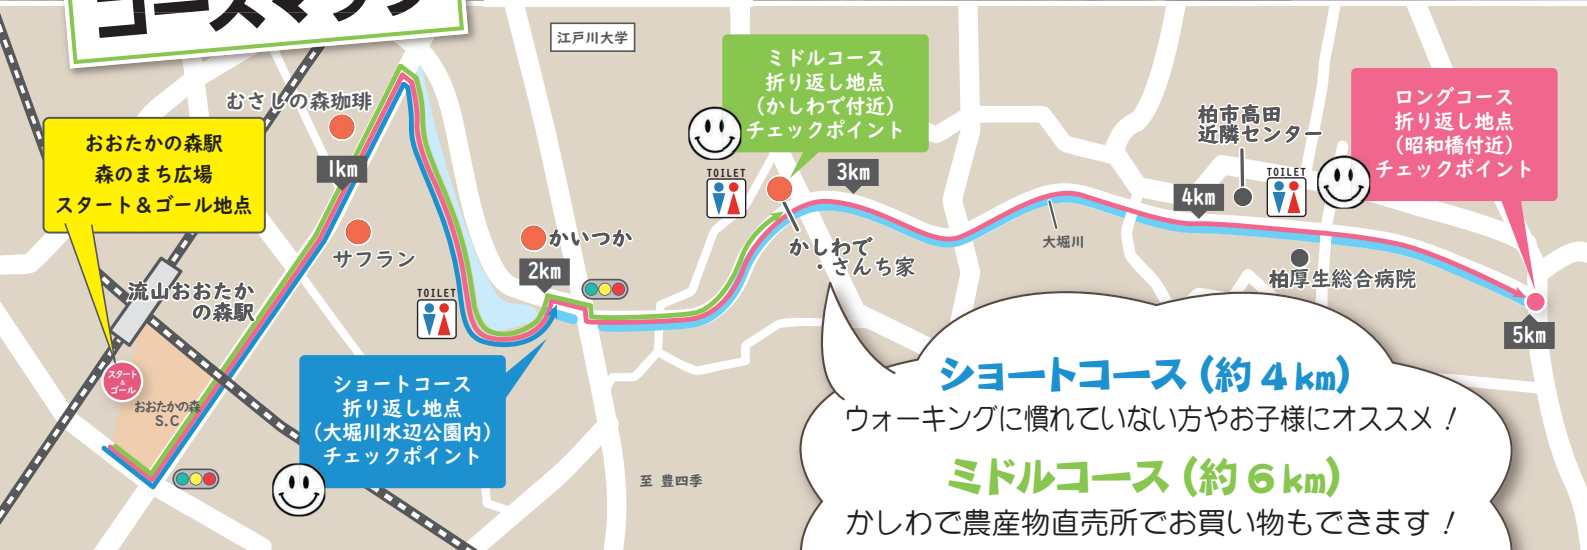 コースマップ
江戸川大学
むさしの森珈琲
おおたかの森駅
森のまち広場
スタート&ゴール地点
1km
サフラン
流山おおたか
の森駅
スタート
&
ゴール
おおたかの森
S.C
TOILET
かいつか
2km
ショートコース
折り返し地点
(大堀川水辺公園内)
チェックポイント
至 豊四季
ミドルコース
折り返し地点
(かしわで付近)
チェックポイント
TOILET
3km
かしわで
・さんち家
大堀川
柏市高田
近隣センター
4km
TOILET
柏厚生総合病院
ロングコース
折り返し地点
(昭和橋付近)
チェックポイント
5km
ショートコース(約4km)
ウォーキングに慣れていない方やお子様にオススメ!
ミドルコース(約6km)
かしわで農産物直売所でお買い物もできます!